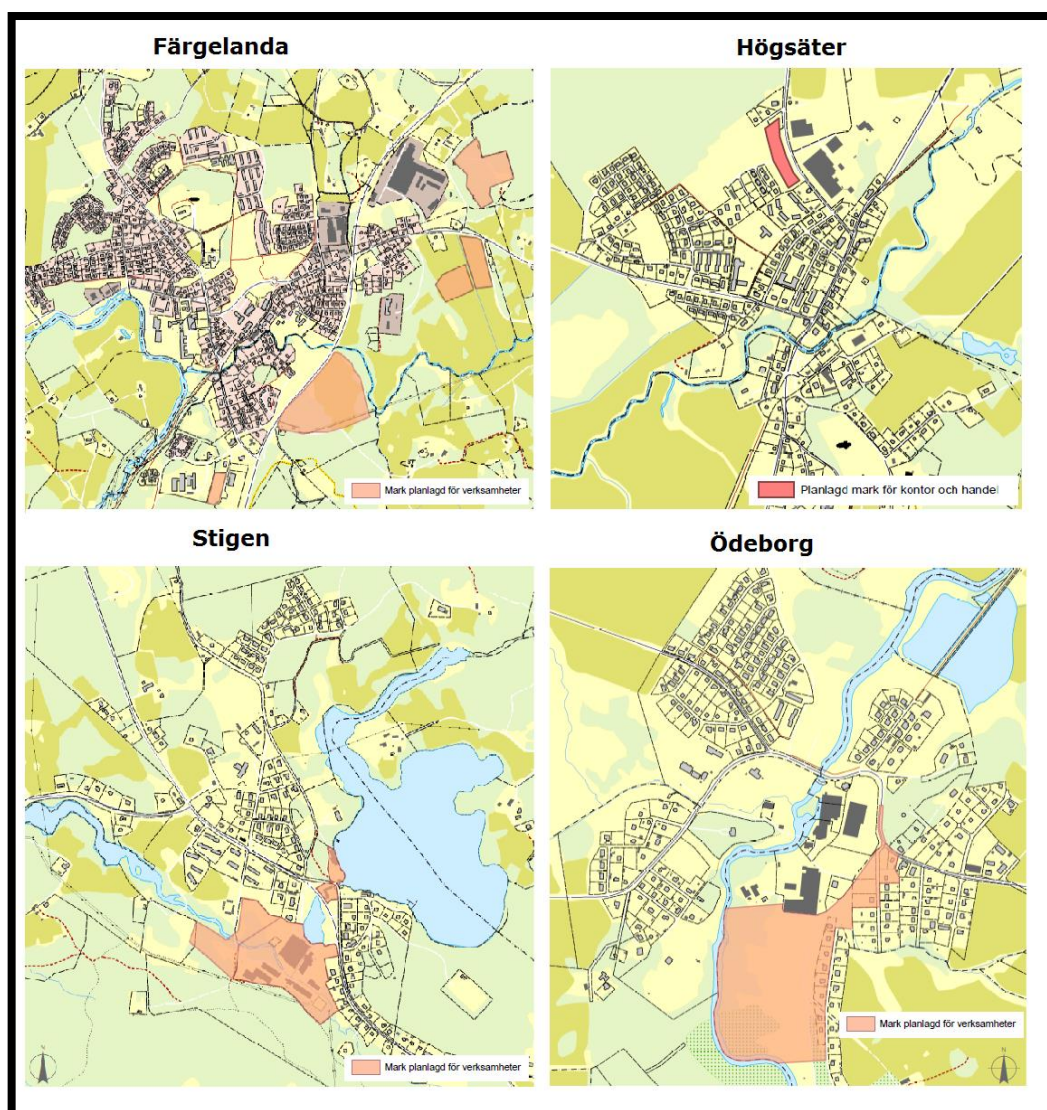 Färgelanda
Högsäter
Mark planlagd för verksamheter
Planlagd mark för kontor och handel
Stigen
Ödeborg
Mark planlagd för verksamheter
N
Mark planlagd för verksamheter
N